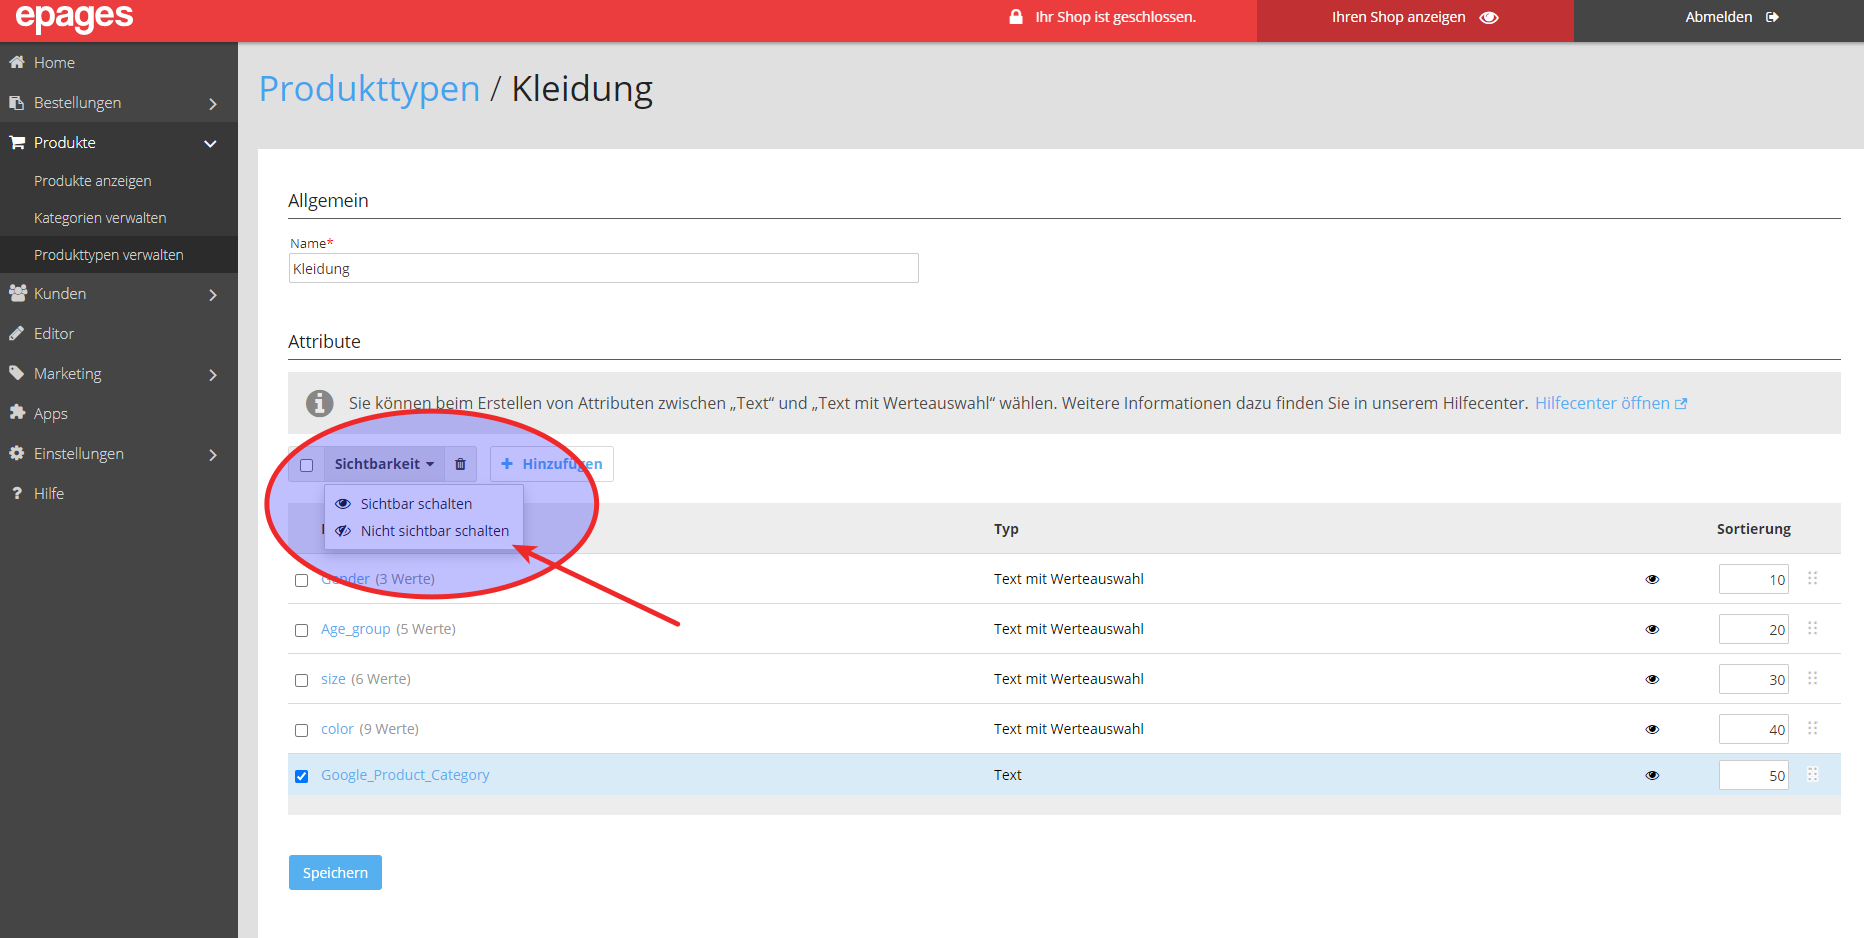 epages
Ihr Shop ist geschlossen.
Ihren Shop anzeigen
Abmelden
Home
Bestellungen
Produkte
Produkte anzeigen
Kategorien verwalten
Produkttypen verwalten
Kunden
Editor
Marketing
Apps
Einstellungen
Hilfe
Produkttypen / Kleidung
Allgemein
Name*
Kleidung
Attribute
Sie können beim Erstellen von Attributen zwischen „Text“ und „Text mit Werteauswahl“ wählen. Weitere Informationen dazu finden Sie in unserem Hilfecenter. Hilfecenter öffnen
Sichtbarkeit
Hinzufügen
Sichtbar schalten
Nicht sichtbar schalten
Typ
Sortierung
Gender (3 Werte) Text mit Werteauswahl 10
Age_group (5 Werte) Text mit Werteauswahl 20
size (6 Werte) Text mit Werteauswahl 30
color (9 Werte) Text mit Werteauswahl 40
Google_Product_Category Text 50
Speichern